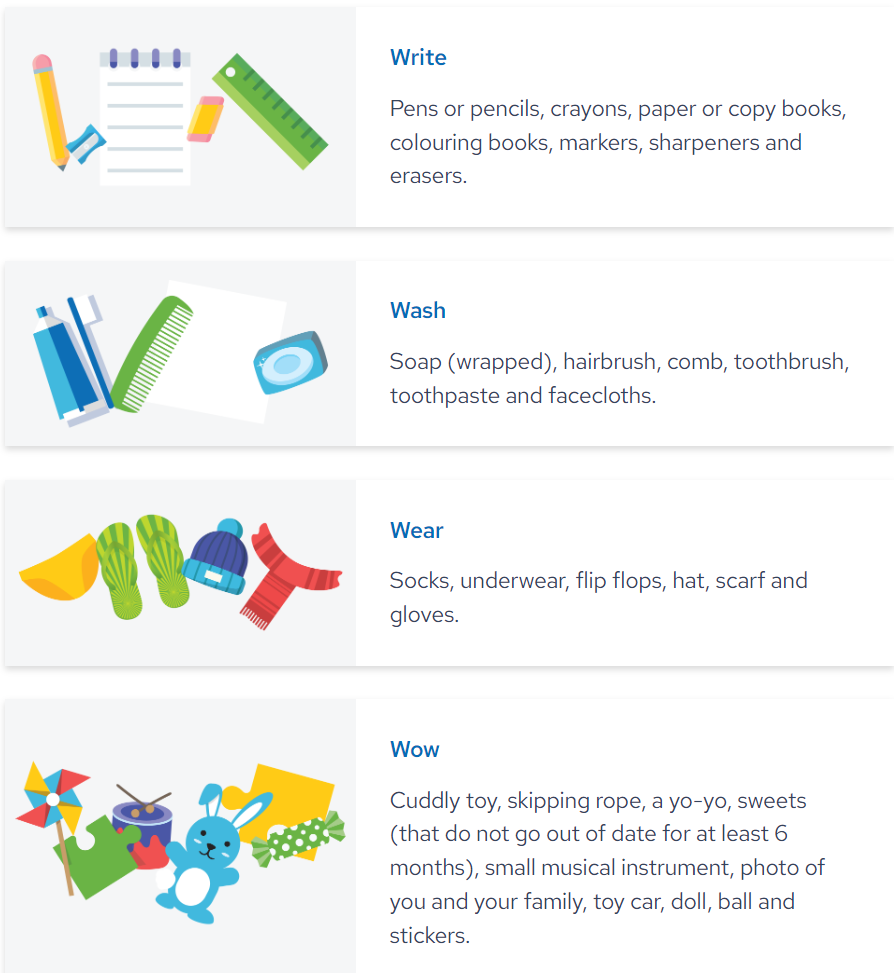 Write
Pens or pencils, crayons, paper or copy books,
colouring books, markers, sharpeners and
erasers.
Wash
Soap (wrapped), hairbrush, comb, toothbrush,
toothpaste and facecloths.
Wear
Socks, underwear, flip flops, hat, scarf and
gloves.
Wow
Cuddly toy, skipping rope, a yo-yo, sweets
(that do not go out of date for at least 6
months), small musical instrument, photo of
you and your family, toy car, doll, ball and
stickers.